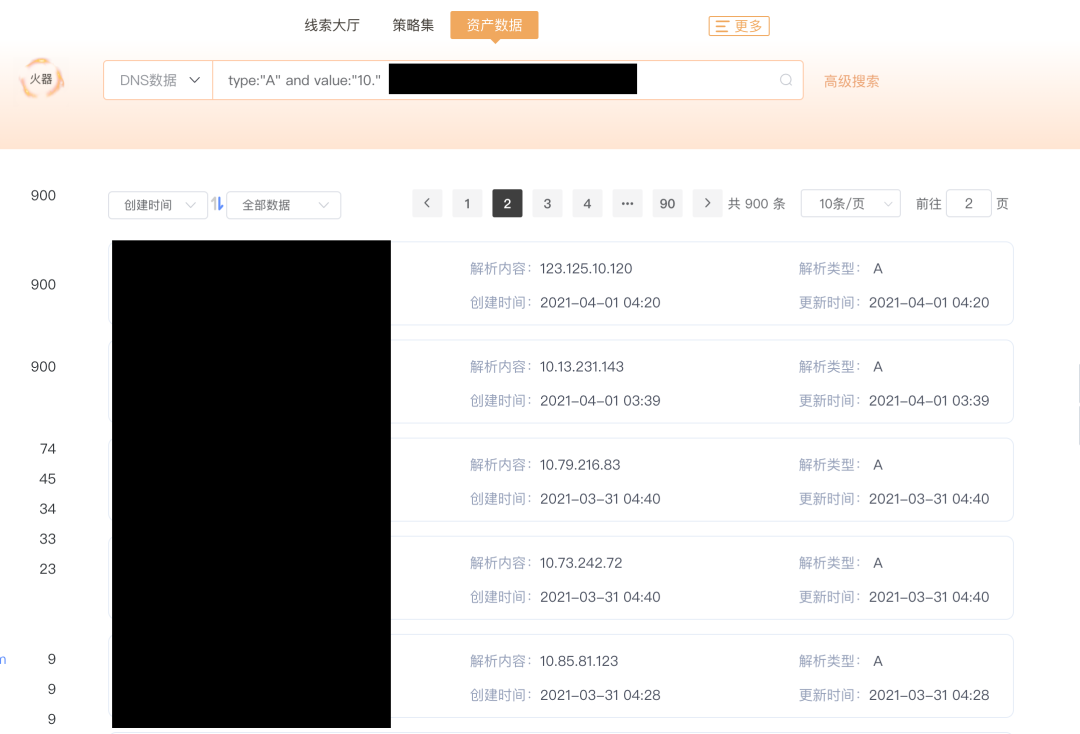 线索大厅 策略集 资产数据 更多
火器 DNS数据 type:"A" and value:"10." 高级搜索
900
创建时间 全部数据 1 2 3 4 ··· 90 共 900 条 10条/页 前往 2 页
解析内容: 123.125.10.120 解析类型: A
900
创建时间: 2021-04-01 04:20 更新时间: 2021-04-01 04:20
900
解析内容: 10.13.231.143 解析类型: A
创建时间: 2021-04-01 03:39 更新时间: 2021-04-01 03:39
74
解析内容: 10.79.216.83 解析类型: A
45
创建时间: 2021-03-31 04:40 更新时间: 2021-03-31 04:40
34
33
解析内容: 10.73.242.72 解析类型: A
23
创建时间: 2021-03-31 04:40 更新时间: 2021-03-31 04:40
9
解析内容: 10.85.81.123 解析类型: A
9
创建时间: 2021-03-31 04:28 更新时间: 2021-03-31 04:28
9